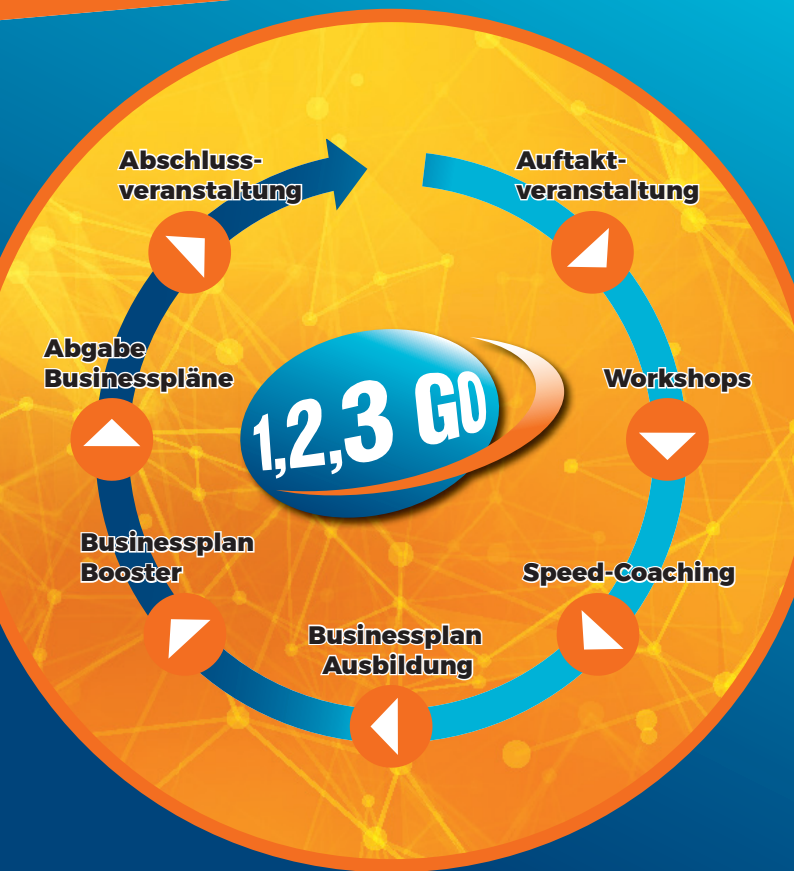 Auftakt-
veranstaltung
Workshops
Speed-Coaching
Businessplan
Ausbildung
Businessplan
Booster
Abgabe
Businesspläne
Abschluss-
veranstaltung
1,2,3 GO